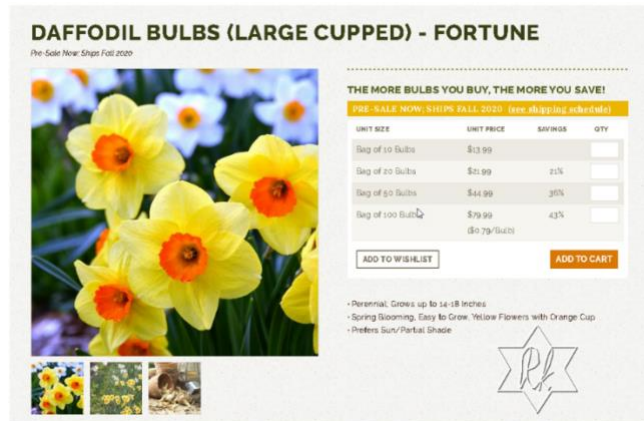 DAFFODIL BULBS (LARGE CUPPED) - FORTUNE
Pre-Sale Now: Ships Fall 2020
THE MORE BULBS YOU BUY, THE MORE YOU SAVE!
PRE-SALE NOW; SHIPS FALL 2020 (see shipping schedule)
UNIT SIZE UNIT PRICE SAVINGS QTY
Bag of 10 Bulbs $13.99
Bag of 20 Bulbs $21.99 21%
Bag of 50 Bulbs $44.99 36%
Bag of 100 Bulbs $79.99 43%
($0.79/Bulb)
ADD TO WISHLIST ADD TO CART
• Perennial; Grows up to 14-18 Inches
• Spring Blooming, Easy to Grow, Yellow Flowers with Orange Cup
• Prefers Sun/Partial Shade